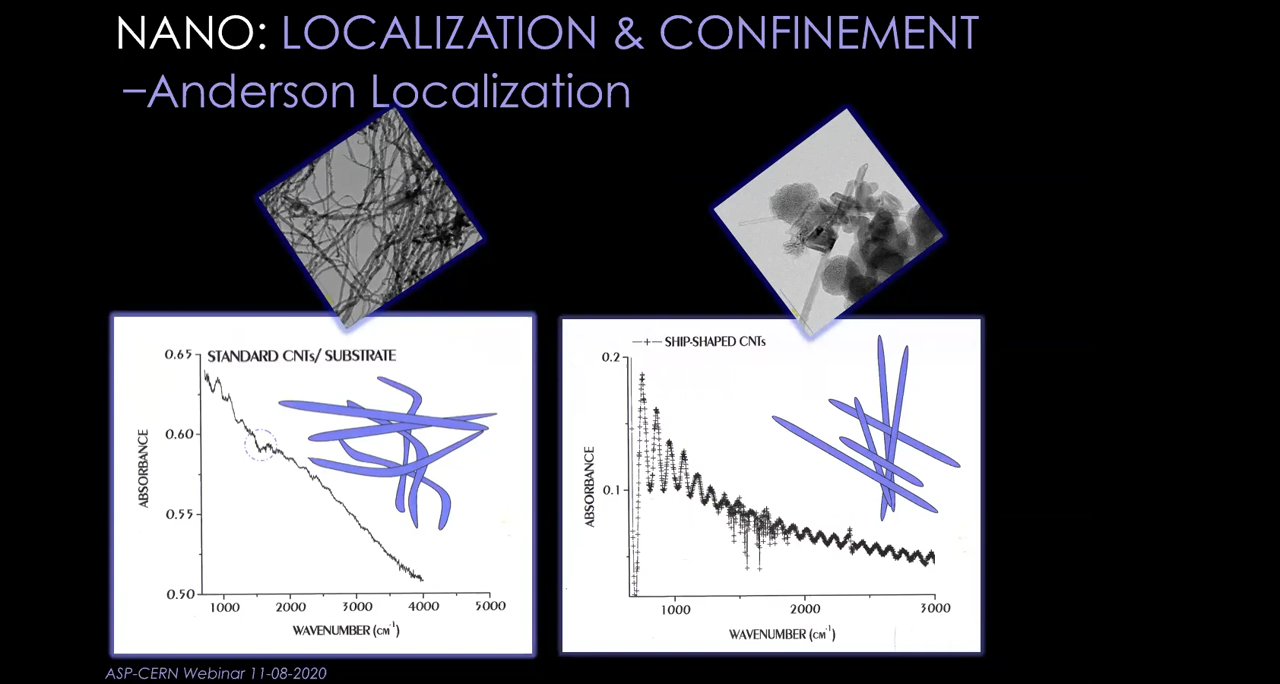 NANO: LOCALIZATION & CONFINEMENT
–Anderson Localization
STANDARD CNTs/ SUBSTRATE
0.65
0.60
0.55
0.50
ABSORBANCE
1000 2000 3000 4000 5000
WAVENUMBER (cm⁻¹)
—+— SHIP-SHAPED CNTs
0.2
0.1
ABSORBANCE
1000 2000 3000
WAVENUMBER (cm⁻¹)
ASP-CERN Webinar 11-08-2020